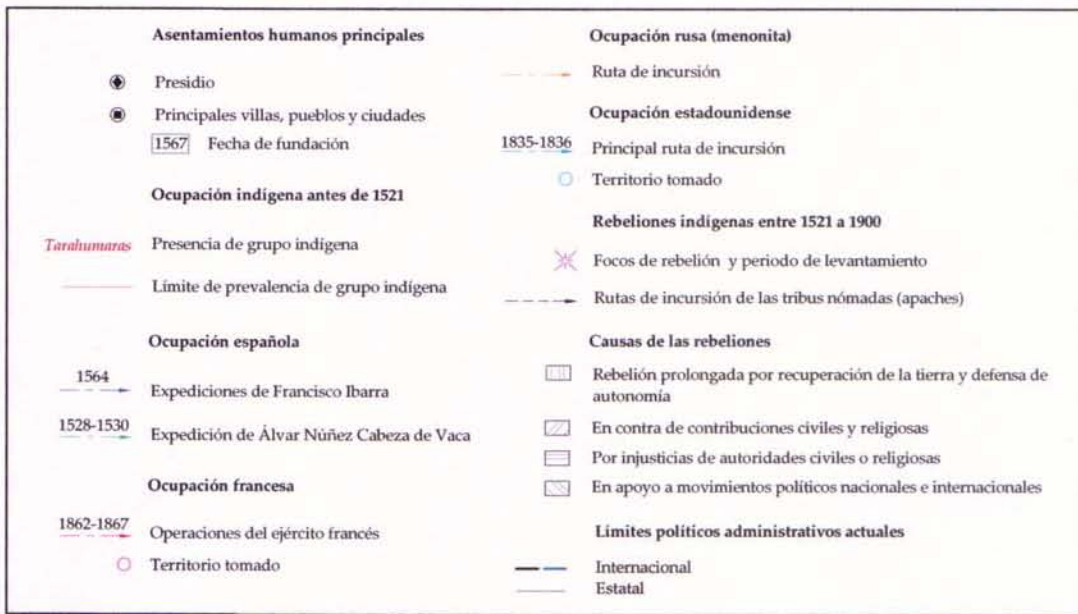 Asentamientos humanos principales
Presidio
Principales villas, pueblos y ciudades
1567 Fecha de fundación
Ocupación indígena antes de 1521
Tarahumaras Presencia de grupo indígena
Límite de prevalencia de grupo indígena
Ocupación española
1564
Expediciones de Francisco Ibarra
1528-1530
Expedición de Álvar Núñez Cabeza de Vaca
Ocupación francesa
1862-1867
Operaciones del ejército francés
Territorio tomado
Ocupación rusa (menonita)
Ruta de incursión
Ocupación estadounidense
1835-1836
Principal ruta de incursión
Territorio tomado
Rebeliones indígenas entre 1521 a 1900
Focos de rebelión y periodo de levantamiento
Rutas de incursión de las tribus nómadas (apaches)
Causas de las rebeliones
Rebelión prolongada por recuperación de la tierra y defensa de
autonomía
En contra de contribuciones civiles y religiosas
Por injusticias de autoridades civiles o religiosas
En apoyo a movimientos políticos nacionales e internacionales
Límites políticos administrativos actuales
Internacional
Estatal